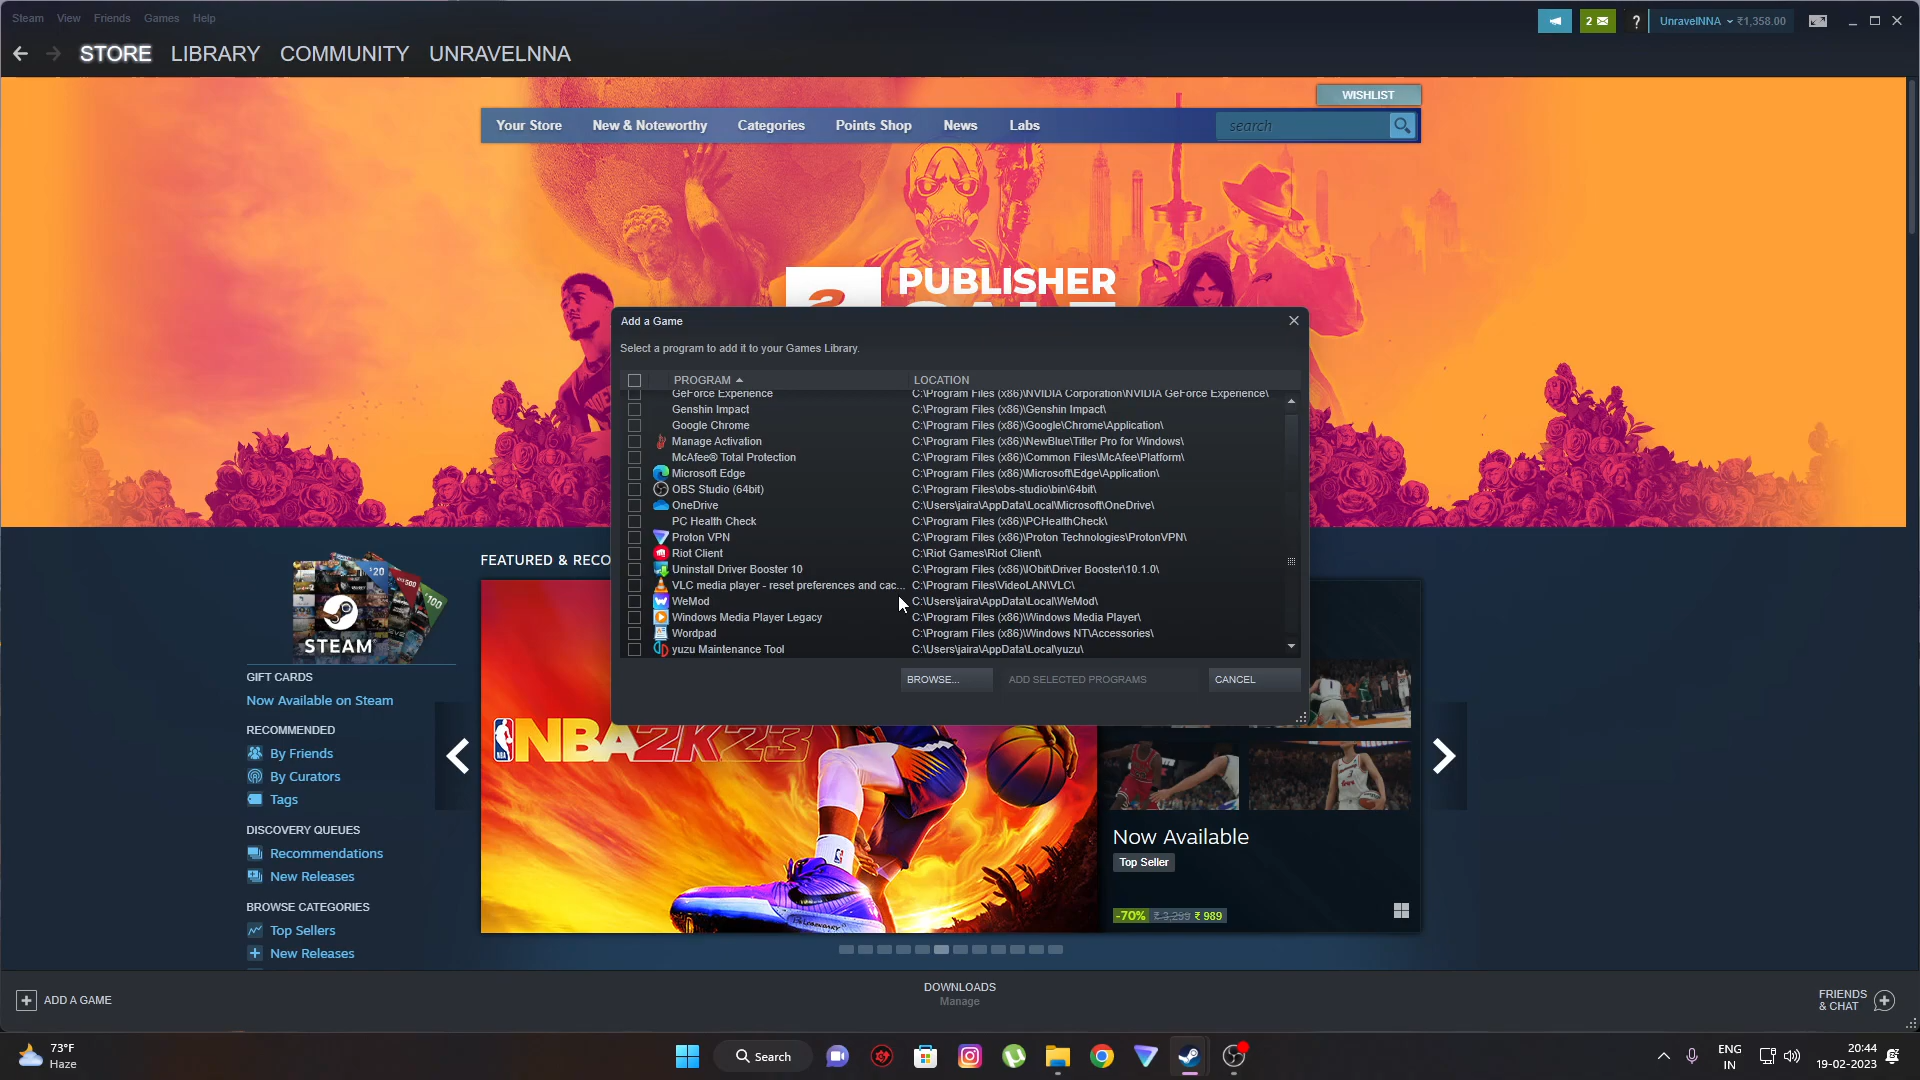 Steam View Friends Games Help
2
?
UnravelNNA ₹1,358.00
STORE LIBRARY COMMUNITY UNRAVELNNA
WISHLIST
Your Store New & Noteworthy Categories Points Shop News Labs
search
PUBLISHER
Add a Game
Select a program to add it to your Games Library.
PROGRAM LOCATION
GeForce Experience C:\Program Files (x86)\NVIDIA Corporation\NVIDIA GeForce Experience\
Genshin Impact C:\Program Files (x86)\Genshin Impact\
Google Chrome C:\Program Files (x86)\Google\Chrome\Application\
Manage Activation C:\Program Files (x86)\NewBlue\Titler Pro for Windows\
McAfee® Total Protection C:\Program Files (x86)\Common Files\McAfee\Platform\
Microsoft Edge C:\Program Files (x86)\Microsoft\Edge\Application\
OBS Studio (64bit) C:\Program Files\obs-studio\bin\64bit\
OneDrive C:\Users\jaira\AppData\Local\Microsoft\OneDrive\
PC Health Check C:\Program Files (x86)\PCHealthCheck\
Proton VPN C:\Program Files (x86)\Proton Technologies\ProtonVPN\
Riot Client C:\Riot Games\Riot Client\
Uninstall Driver Booster 10 C:\Program Files (x86)\IObit\Driver Booster\10.1.0\
VLC media player - reset preferences and cac... C:\Program Files\VideoLAN\VLC\
WeMod C:\Users\jaira\AppData\Local\WeMod\
Windows Media Player Legacy C:\Program Files (x86)\Windows Media Player\
Wordpad C:\Program Files (x86)\Windows NT\Accessories\
yuzu Maintenance Tool C:\Users\jaira\AppData\Local\yuzu\
BROWSE... ADD SELECTED PROGRAMS CANCEL
FEATURED & RECO
$20
$100
STEAM
GIFT CARDS
Now Available on Steam
RECOMMENDED
By Friends
By Curators
Tags
DISCOVERY QUEUES
Recommendations
New Releases
BROWSE CATEGORIES
Top Sellers
New Releases
NBA 2K23
Now Available
Top Seller
-70% ₹ 3,299 ₹ 989
ADD A GAME
DOWNLOADS
Manage
FRIENDS
& CHAT
73°F
Haze
Search
ENG
IN
20:44
19-02-2023